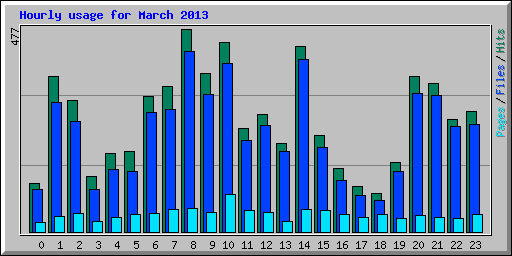 Hourly usage for March 2013
477
Pages/Files/Hits
0 1 2 3 4 5 6 7 8 9 10 11 12 13 14 15 16 17 18 19 20 21 22 23